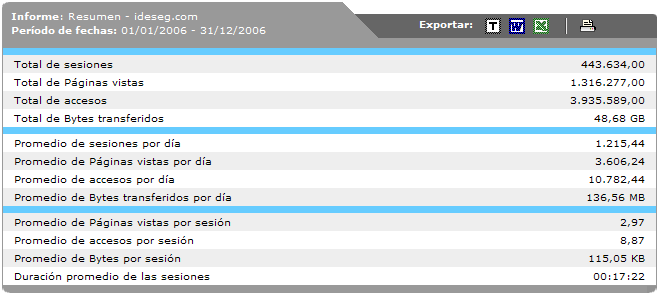 Informe: Resumen - ideseg.com
Período de fechas: 01/01/2006 - 31/12/2006
Exportar: T W X
Total de sesiones 443.634,00
Total de Páginas vistas 1.316.277,00
Total de accesos 3.935.589,00
Total de Bytes transferidos 48,68 GB
Promedio de sesiones por día 1.215,44
Promedio de Páginas vistas por día 3.606,24
Promedio de accesos por día 10.782,44
Promedio de Bytes transferidos por día 136,56 MB
Promedio de Páginas vistas por sesión 2,97
Promedio de accesos por sesión 8,87
Promedio de Bytes por sesión 115,05 KB
Duración promedio de las sesiones 00:17:22